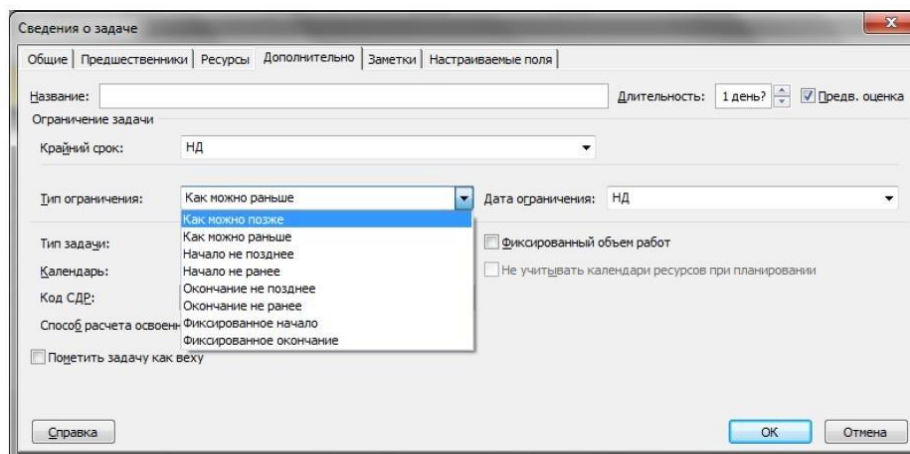 Сведения о задаче
Общие Предшественники Ресурсы Дополнительно Заметки Настраиваемые поля
Название: Длительность: 1 день? Предв. оценка
Ограничение задачи
Крайний срок: НД
Тип ограничения: Как можно раньше Дата ограничения: НД
Как можно позже
Тип задачи: Как можно раньше Фиксированный объем работ
Начало не позднее
Календарь: Начало не ранее Не учитывать календари ресурсов при планировании
Окончание не позднее
Код СДР: Окончание не ранее
Способ расчета освоенн Фиксированное начало
Фиксированное окончание
Пометить задачу как веху
Справка ОК Отмена